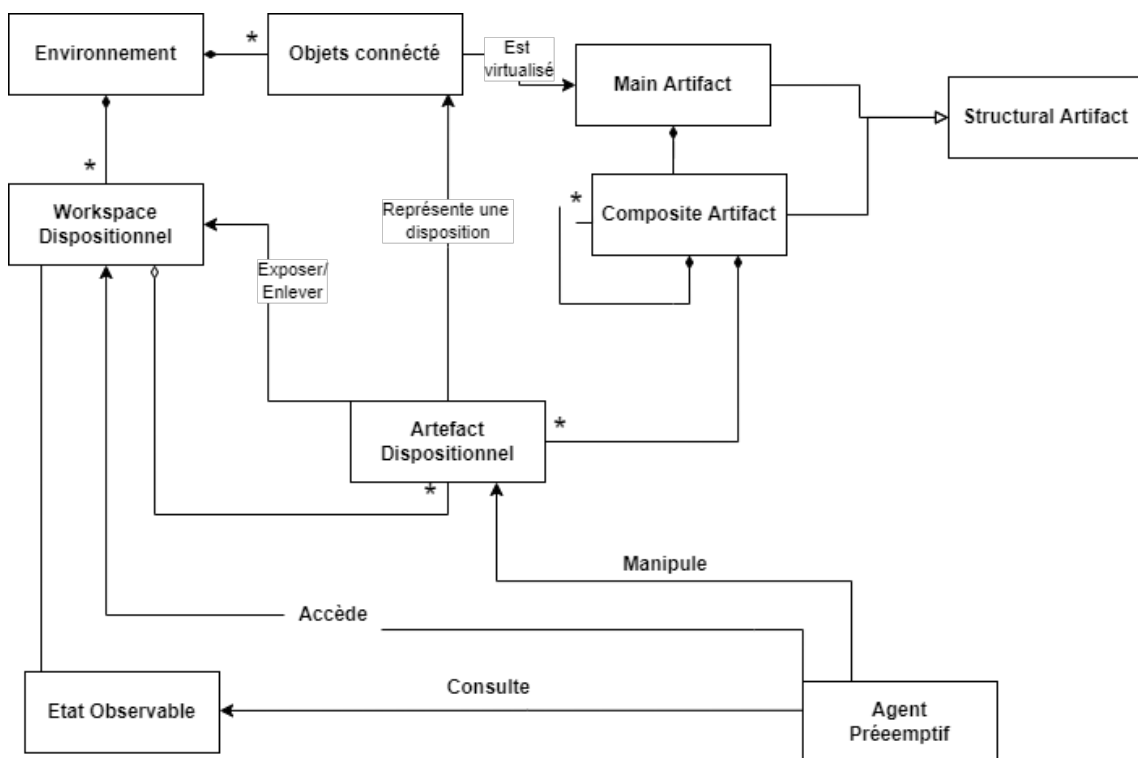 Environnement
*
Objets connécté
Est
virtualisé
Main Artifact
Structural Artifact
*
Workspace
Dispositionnel
Représente une
disposition
*
Composite Artifact
Exposer/
Enlever
Artefact
Dispositionnel
*
*
Manipule
Accède
Consulte
Etat Observable
Agent
Préeemptif